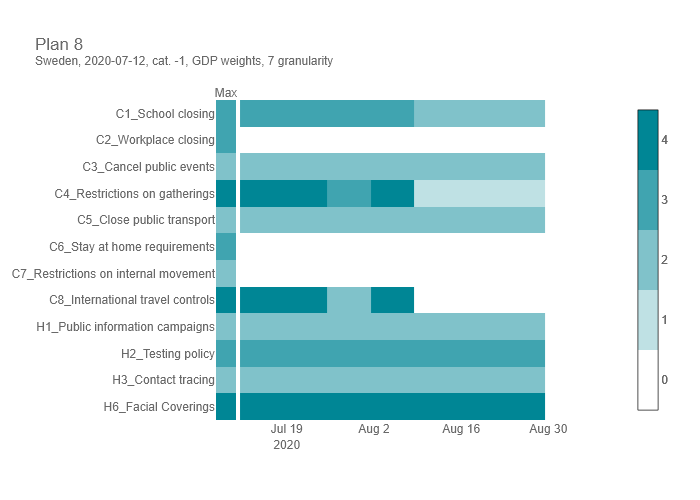 Plan 8
Sweden, 2020-07-12, cat. -1, GDP weights, 7 granularity
Max
C1_School closing
C2_Workplace closing
C3_Cancel public events
C4_Restrictions on gatherings
C5_Close public transport
C6_Stay at home requirements
C7_Restrictions on internal movement
C8_International travel controls
H1_Public information campaigns
H2_Testing policy
H3_Contact tracing
H6_Facial Coverings
Jul 19 Aug 2 Aug 16 Aug 30
2020
4
3
2
1
0